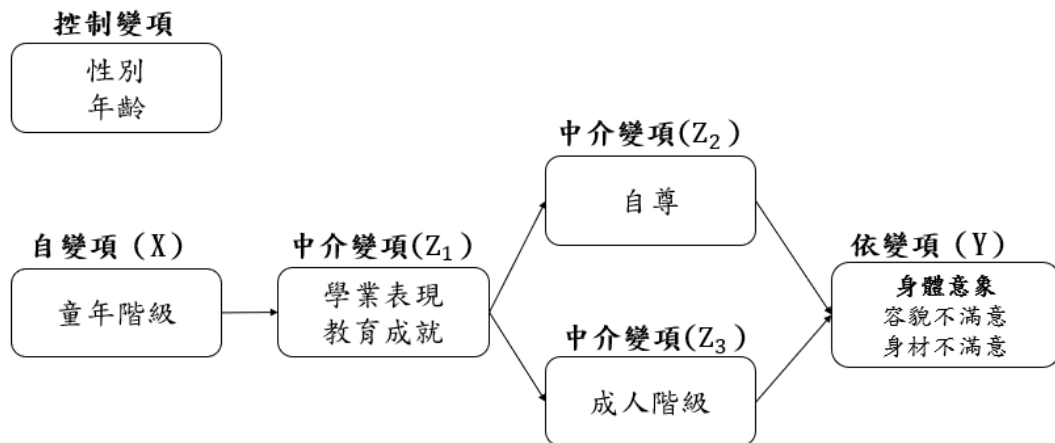 控制變項
性別
年齡
中介變項(Z₂)
自尊
自變項（X）
童年階級
中介變項(Z₁)
學業表現
教育成就
中介變項(Z₃)
成人階級
依變項（Y）
身體意象
容貌不滿意
身材不滿意